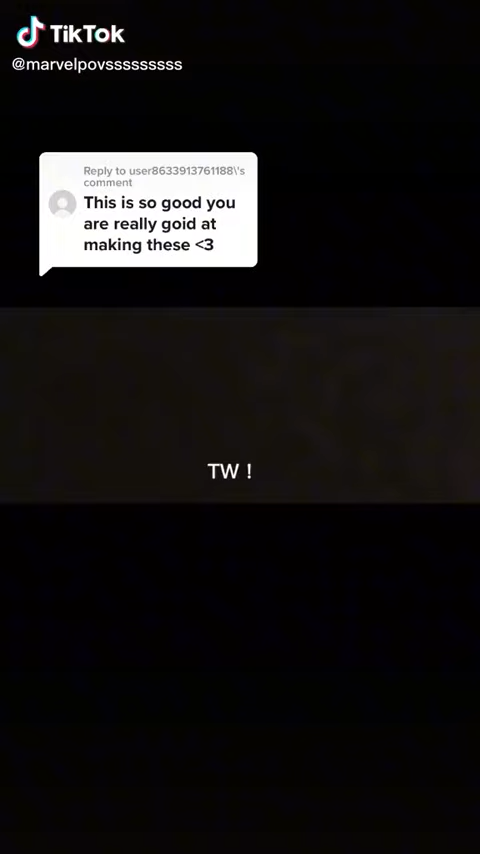 TikTok
@marvelpovsssssssss
Reply to user8633913761188\'s
comment
This is so good you
are really goid at
making these <3
TW !